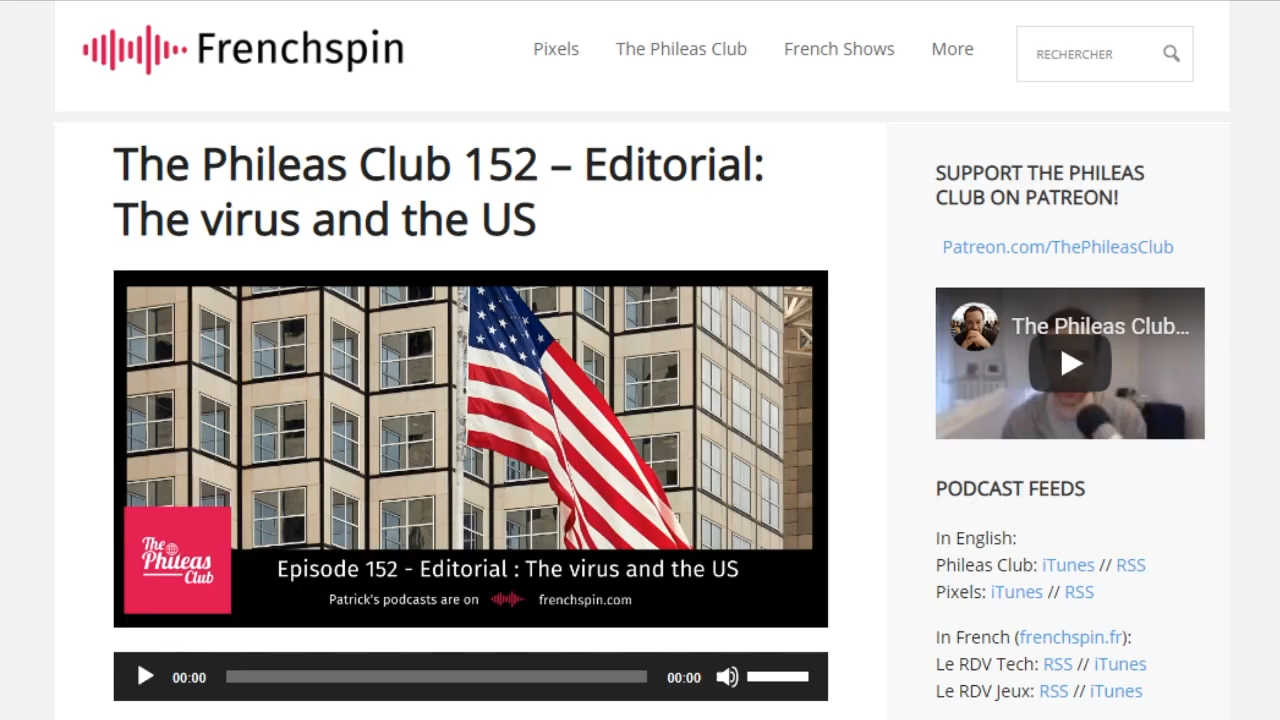 Frenchspin
Pixels
The Phileas Club
French Shows
More
RECHERCHER
The Phileas Club 152 – Editorial:
The virus and the US
The
Phileas
Club
Episode 152 - Editorial : The virus and the US
Patrick's podcasts are on frenchspin.com
00:00
00:00
SUPPORT THE PHILEAS
CLUB ON PATREON!
Patreon.com/ThePhileasClub
The Phileas Club...
PODCAST FEEDS
In English:
Phileas Club: iTunes // RSS
Pixels: iTunes // RSS
In French (frenchspin.fr):
Le RDV Tech: RSS // iTunes
Le RDV Jeux: RSS // iTunes